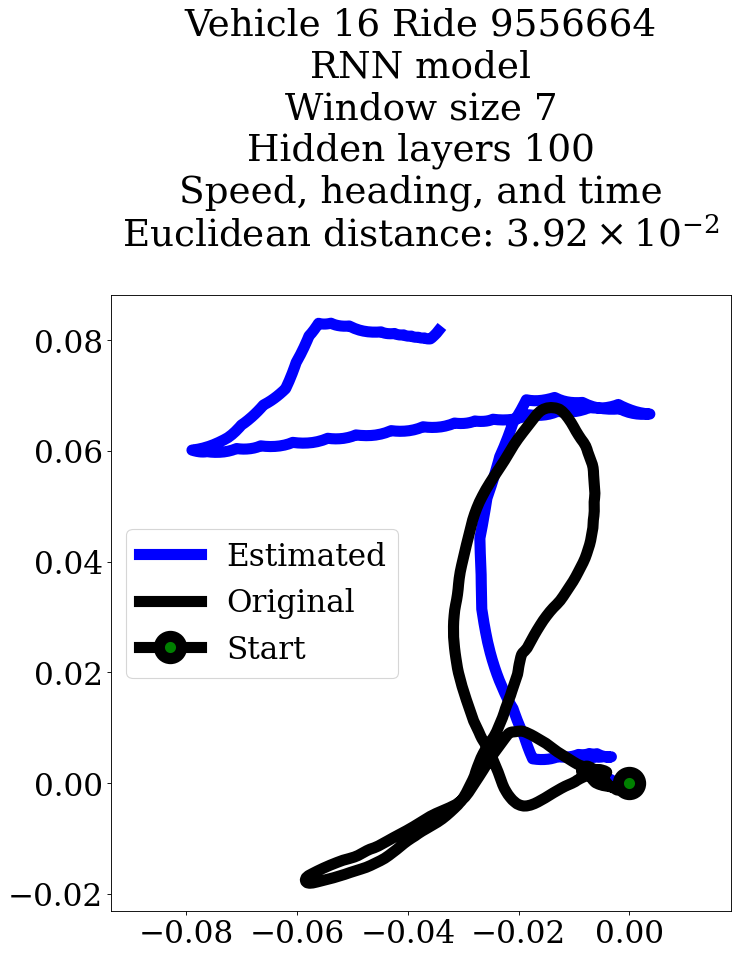 Vehicle 16 Ride 9556664
RNN model
Window size 7
Hidden layers 100
Speed, heading, and time
Euclidean distance: 3.92 × 10⁻²
0.08
0.06
0.04
0.02
0.00
−0.02
Estimated
Original
Start
−0.08 −0.06 −0.04 −0.02 0.00